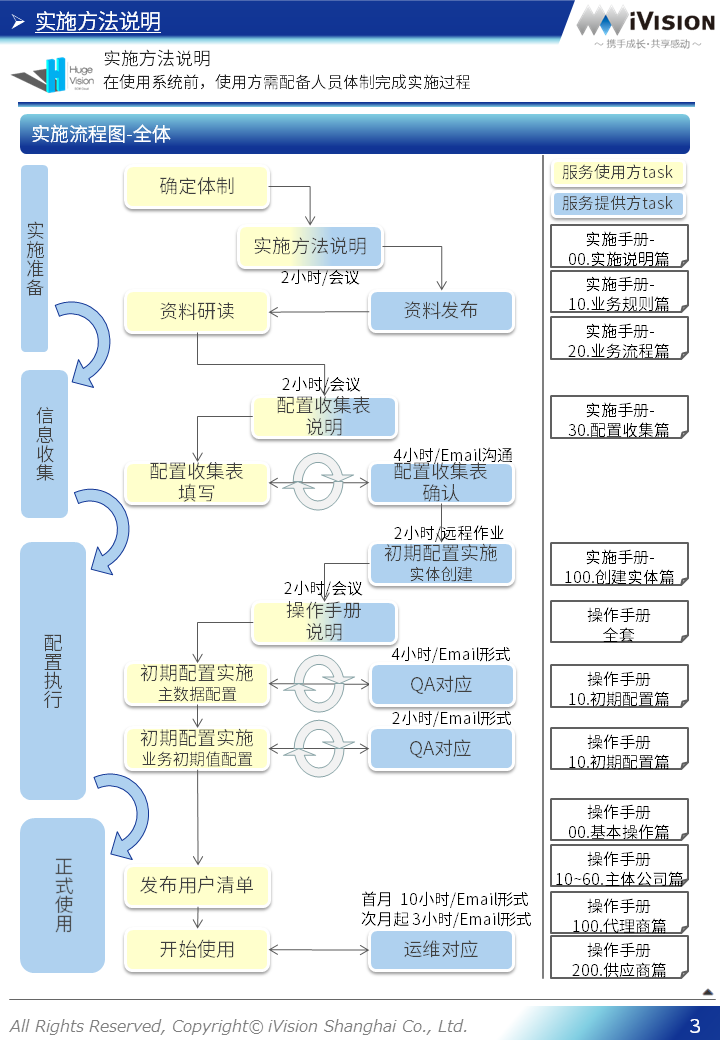 实施方法说明
iVISION
～携手成长·共享感动～
Huge
Vision
实施方法说明
在使用系统前，使用方需配备人员体制完成实施过程
实施流程图-全体
实施准备
信息收集
配置执行
正式使用
确定体制
实施方法说明
2小时/会议
资料研读
资料发布
2小时/会议
配置收集表
说明
4小时/Email沟通
配置收集表
填写
配置收集表
确认
2小时/远程作业
初期配置实施
实体创建
2小时/会议
操作手册
说明
4小时/Email形式
初期配置实施
主数据配置
QA对应
2小时/Email形式
初期配置实施
业务初期值配置
QA对应
发布用户清单
首月 10小时/Email形式
次月起 3小时/Email形式
开始使用
运维对应
服务使用方task
服务提供方task
实施手册-
00.实施说明篇
实施手册-
10.业务规则篇
实施手册-
20.业务流程篇
实施手册-
30.配置收集篇
实施手册-
100.创建实体篇
操作手册
全套
操作手册
10.初期配置篇
操作手册
10.初期配置篇
操作手册
00.基本操作篇
操作手册
10~60.主体公司篇
操作手册
100.代理商篇
操作手册
200.供应商篇
All Rights Reserved, Copyright© iVision Shanghai Co., Ltd.
3